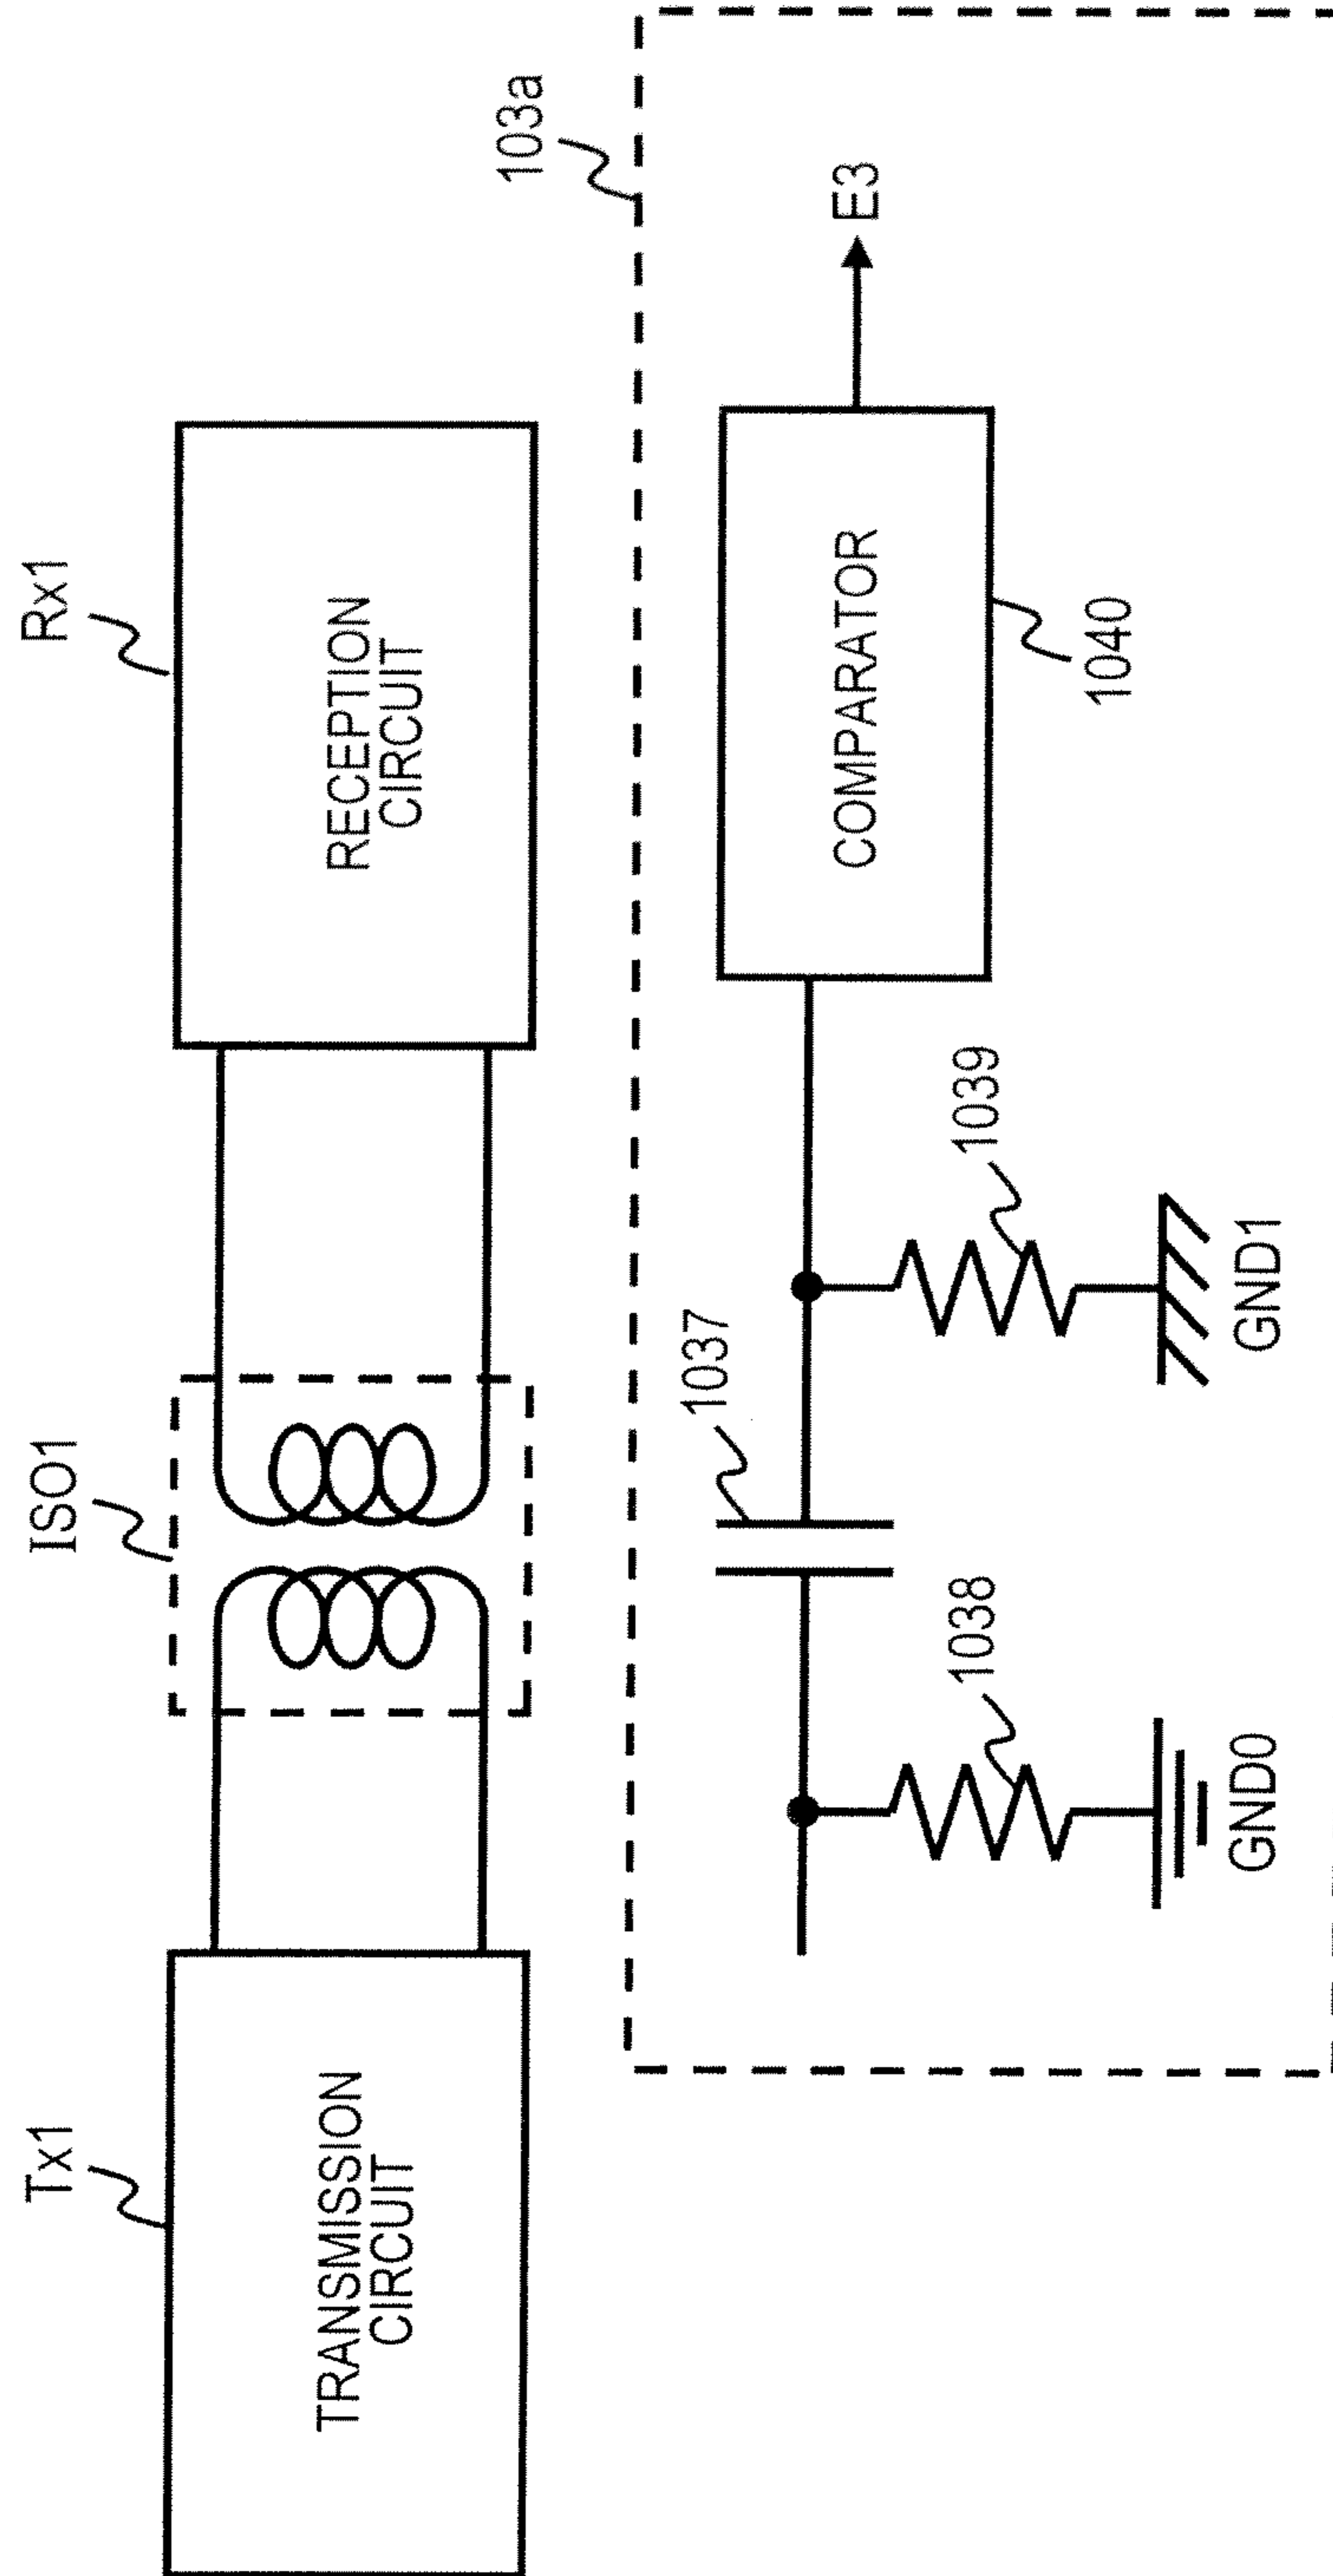 Tx1
ISO1
Rx1
TRANSMISSION
CIRCUIT
RECEPTION
CIRCUIT
103a
1037
1038
1039
COMPARATOR
E3
1040
GND0
GND1